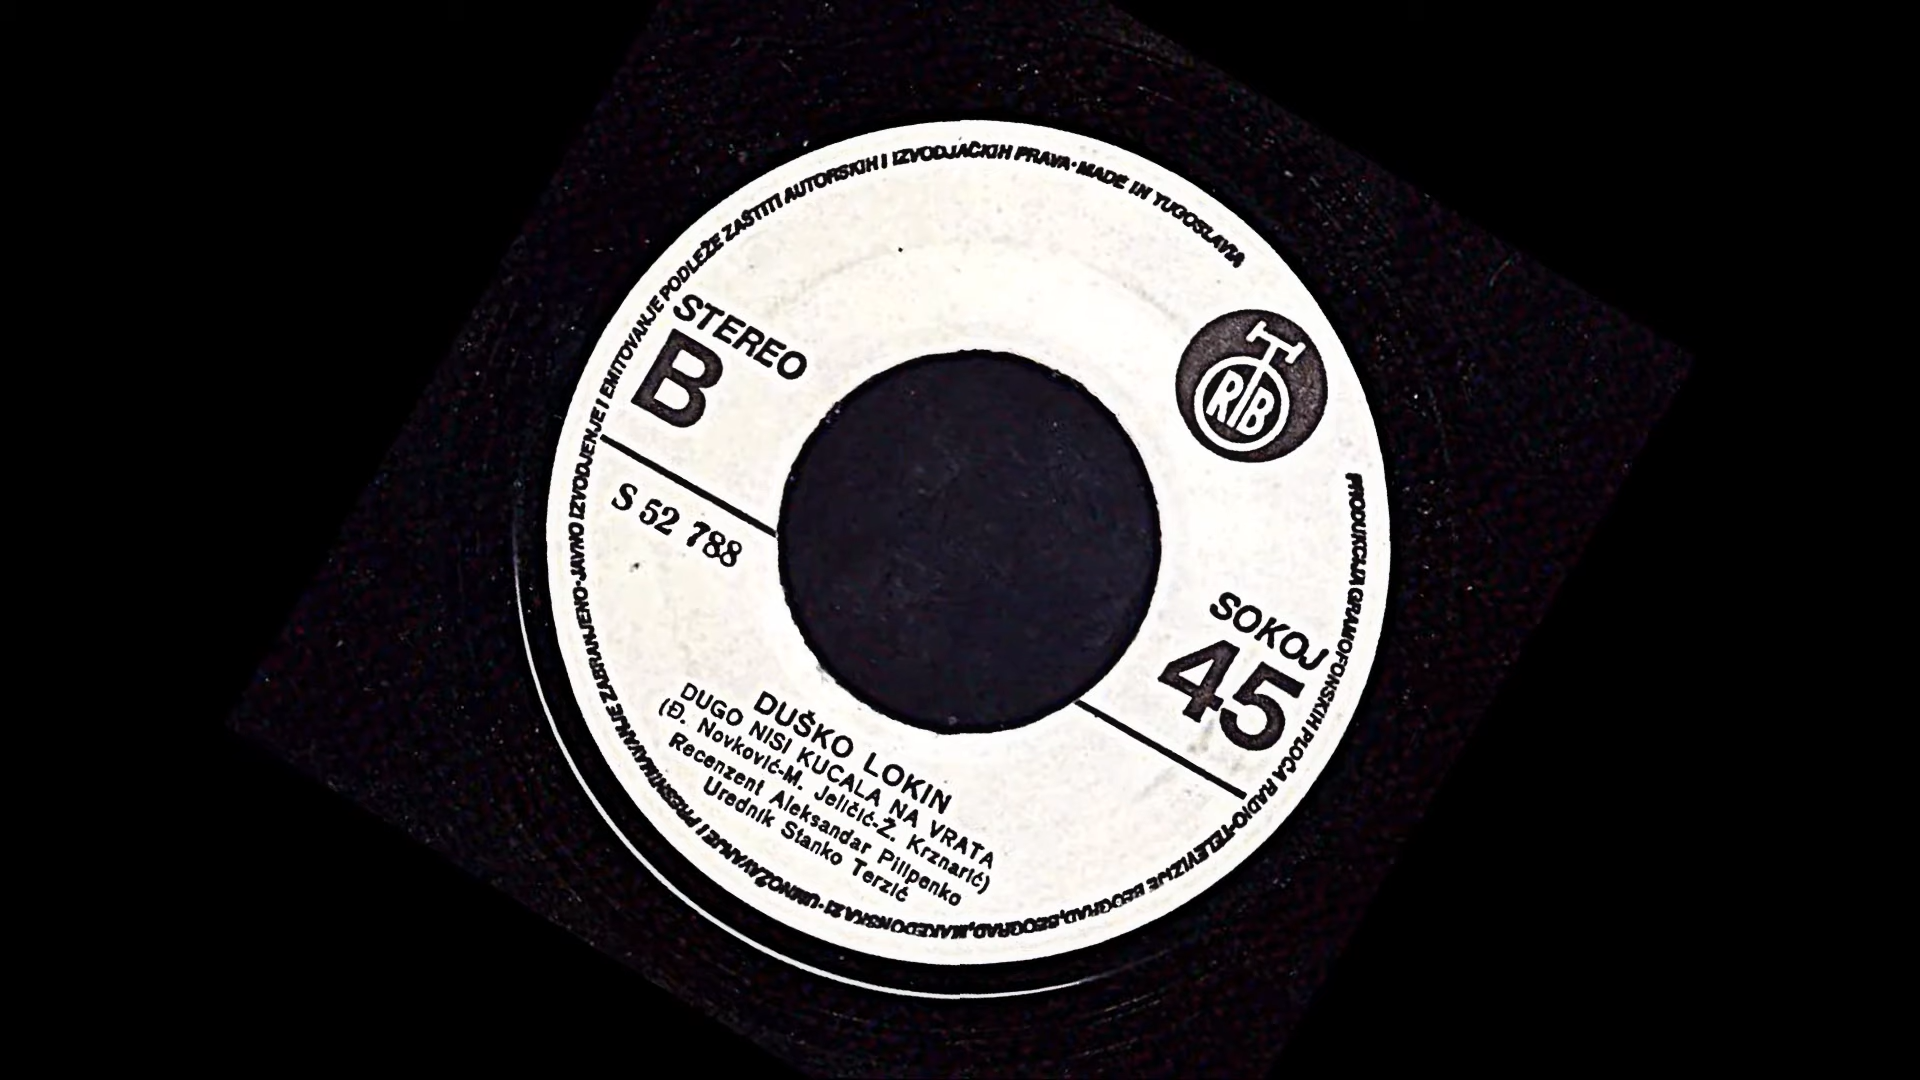 JAVNO IZVODJENJE I EMITOVANJE PODLEŽE ZAŠTITI AUTORSKIH I IZVODJAČKIH PRAVA·MADE IN YUGOSLAVIA
STEREO
B
RTB
S 52 788
SOKOJ
45
DUŠKO LOKIN
DUGO NISI KUCALA NA VRATA
(Đ. Novković-M. Jeličić-Ž. Krznarić)
Recenzent Aleksandar Pilipenko
Urednik Stanko Terzić
PRODUKCIJA GRAMOFONSKIH PLOČA RADIO-TELEVIZIJE BEOGRAD,BEOGRAD,MAKEDONSKA 21·UMNOŽAVANJE I PRESNIMAVANJE ZABRANJENO·